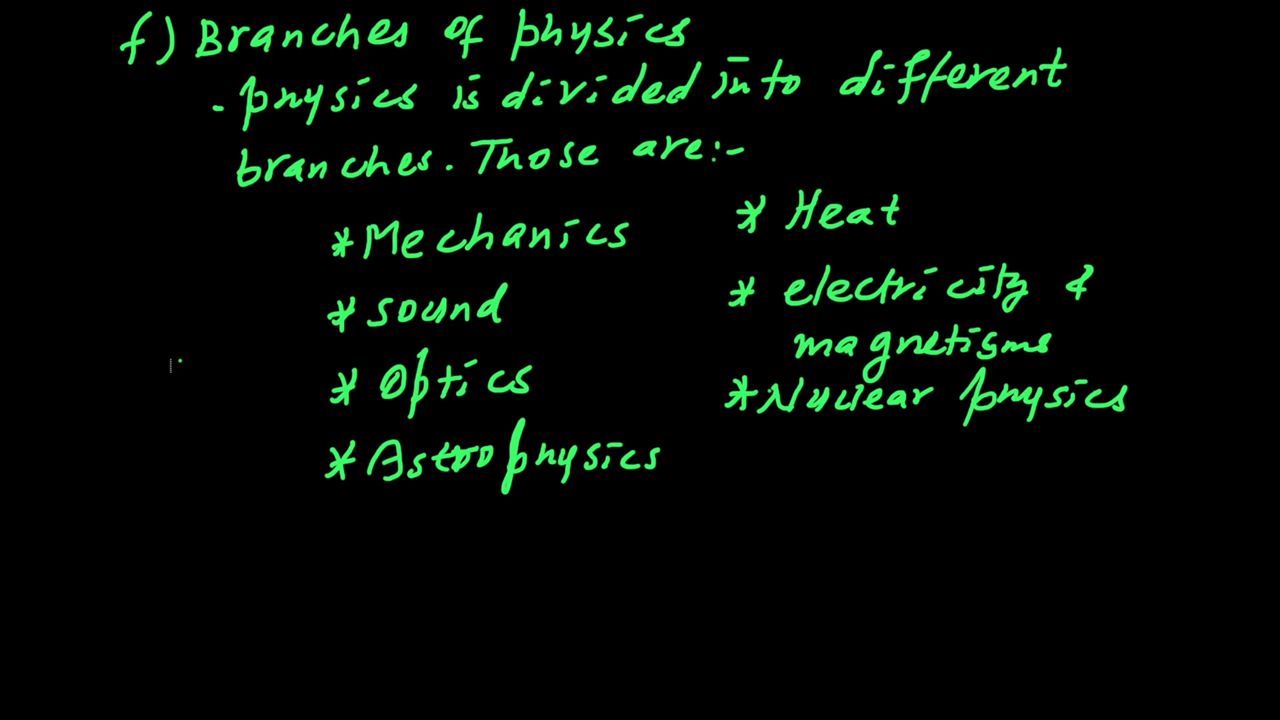 f) Branches of physics
- physics is divided into different
branches. Those are:-
* Mechanics
* sound
* Optics
* Astrophysics
* Heat
* electricity &
magnetisms
* Nuclear physics